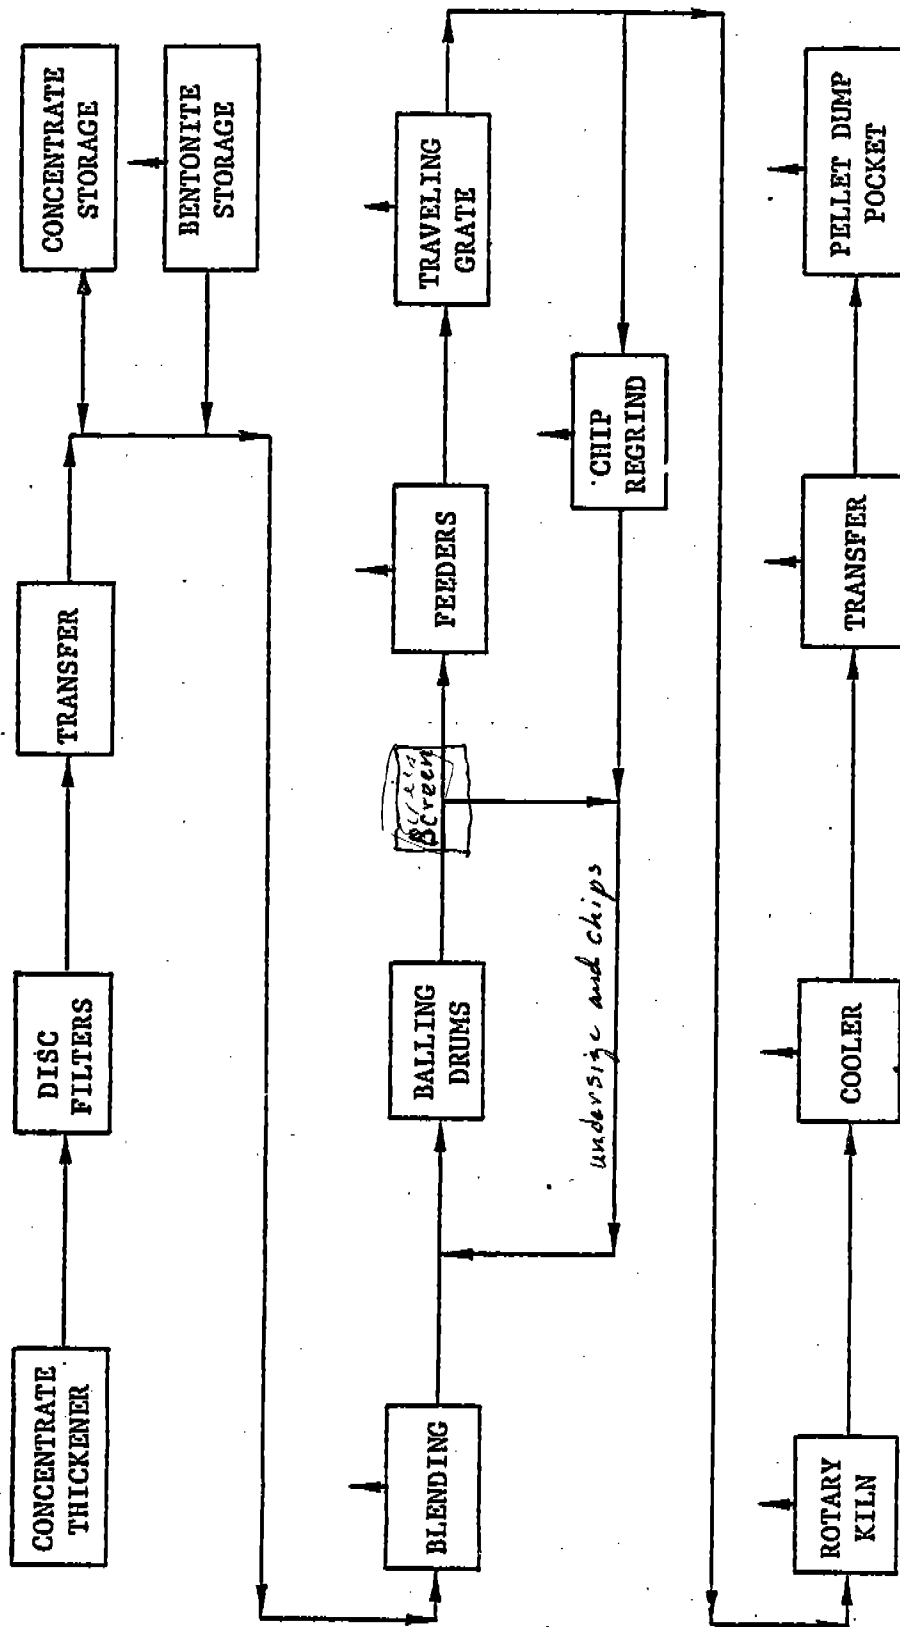 CONCENTRATE
THICKENER
DISC
FILTERS
TRANSFER
CONCENTRATE
STORAGE
BENTONITE
STORAGE
BLENDING
BALLING
DRUMS
Screen
FEEDERS
TRAVELING
GRATE
undersize and chips
CHIP
REGRIND
ROTARY
KILN
COOLER
TRANSFER
PELLET DUMP
POCKET